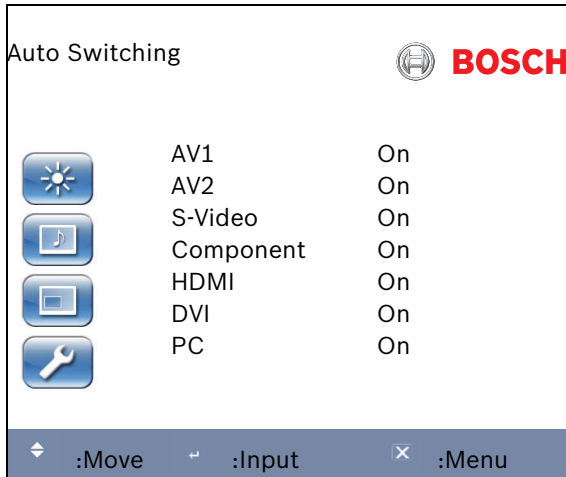 Auto Switching
BOSCH
AV1 On
AV2 On
S-Video On
Component On
HDMI On
DVI On
PC On
:Move :Input :Menu